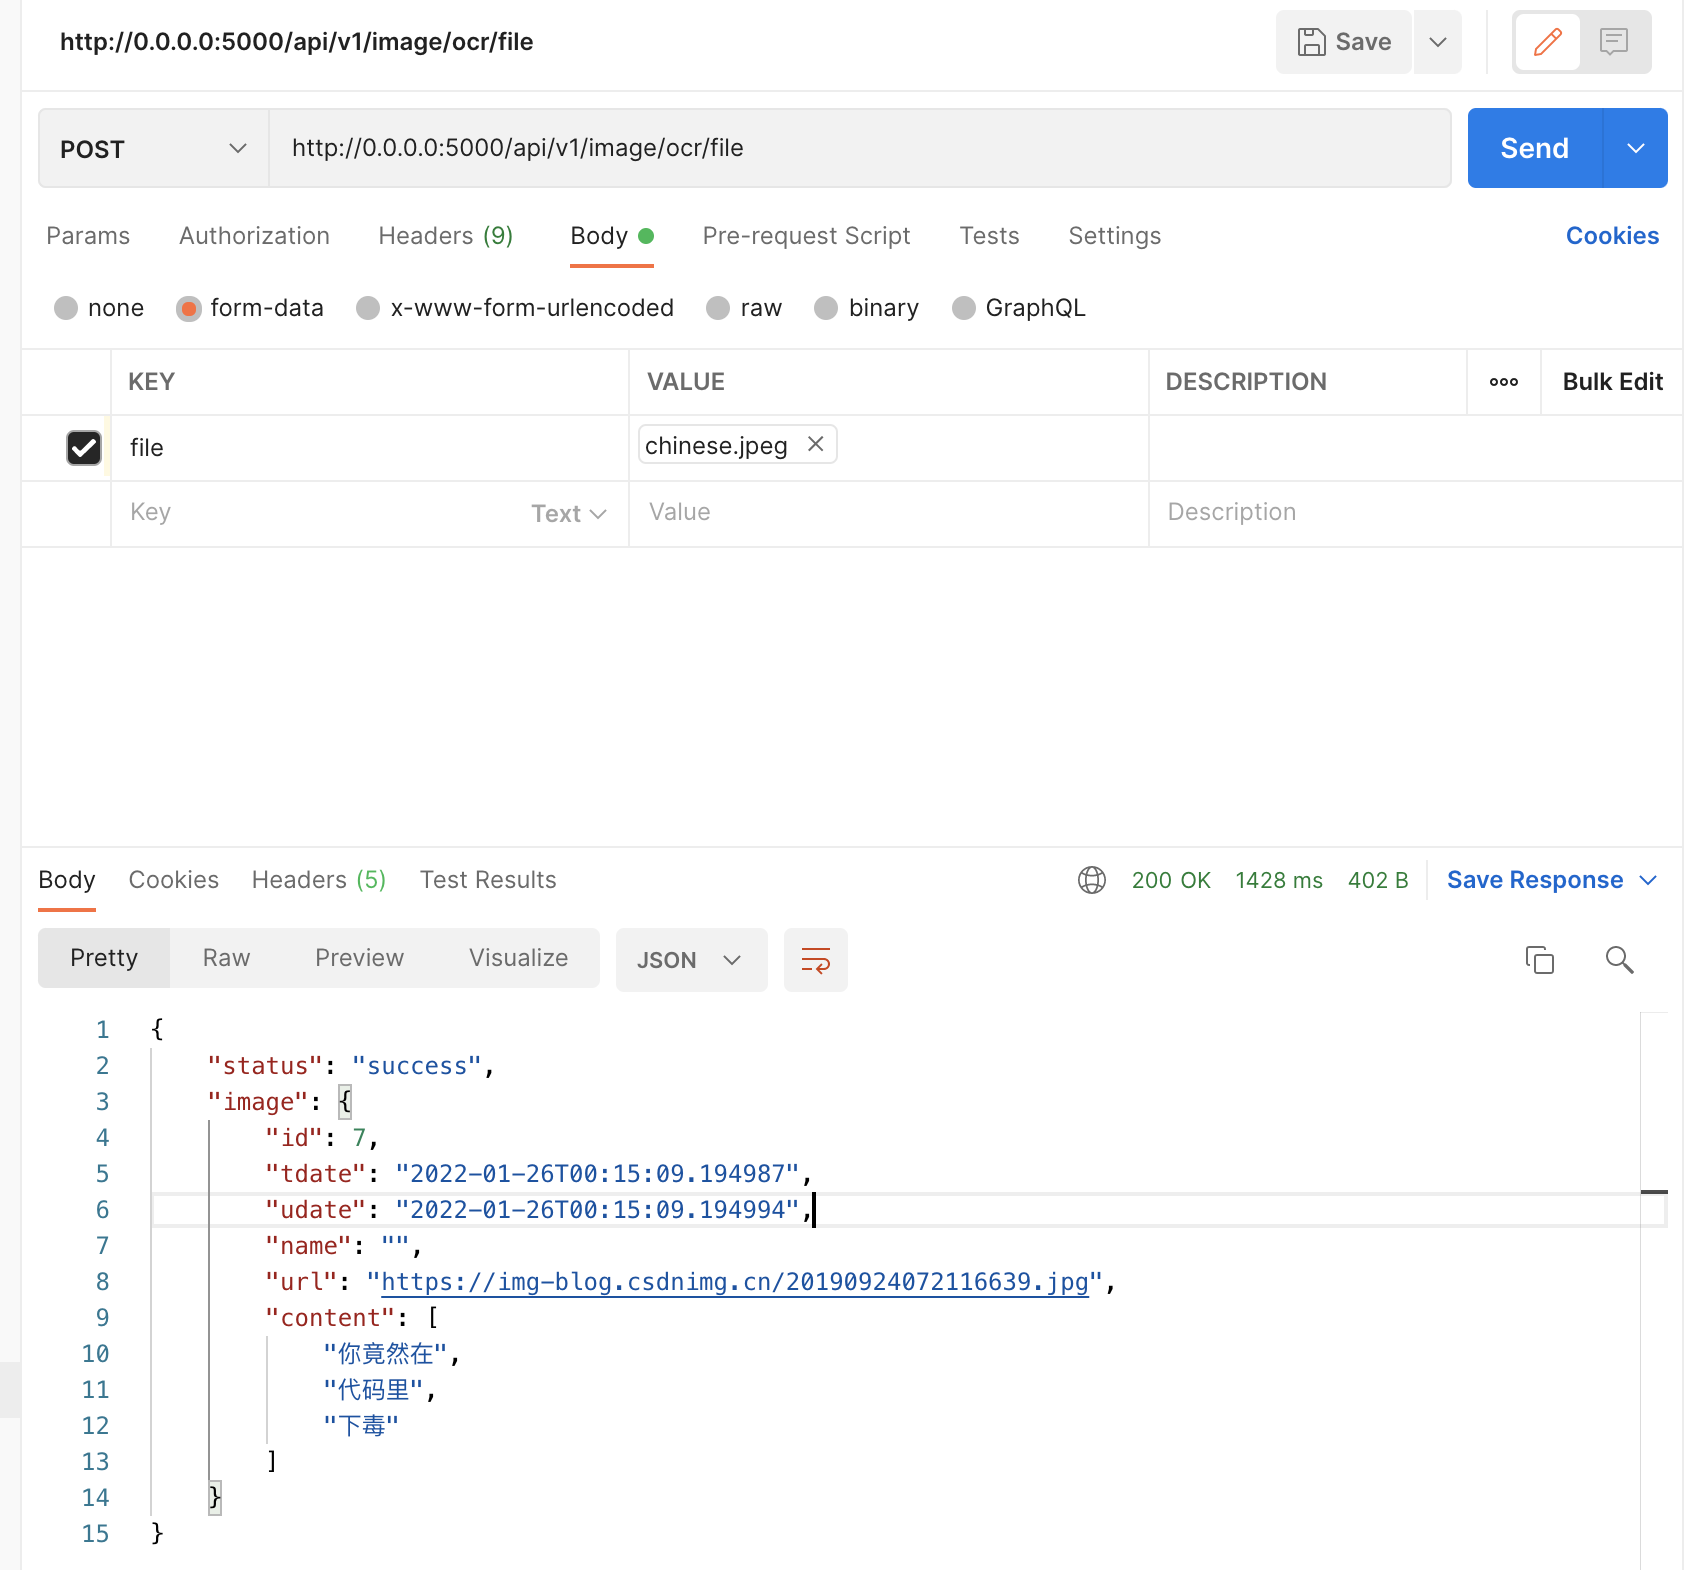 http://0.0.0.0:5000/api/v1/image/ocr/file Save
POST http://0.0.0.0:5000/api/v1/image/ocr/file Send
Params Authorization Headers (9) Body Pre-request Script Tests Settings Cookies
none form-data x-www-form-urlencoded raw binary GraphQL
KEY VALUE DESCRIPTION ooo Bulk Edit
file chinese.jpeg
Key Text Value Description
Body Cookies Headers (5) Test Results 200 OK 1428 ms 402 B Save Response
Pretty Raw Preview Visualize JSON
1 {
2 "status": "success",
3 "image": {
4 "id": 7,
5 "tdate": "2022-01-26T00:15:09.194987",
6 "udate": "2022-01-26T00:15:09.194994",
7 "name": "",
8 "url": "https://img-blog.csdnimg.cn/20190924072116639.jpg",
9 "content": [
10 "你竟然在",
11 "代码里",
12 "下毒"
13 ]
14 }
15 }